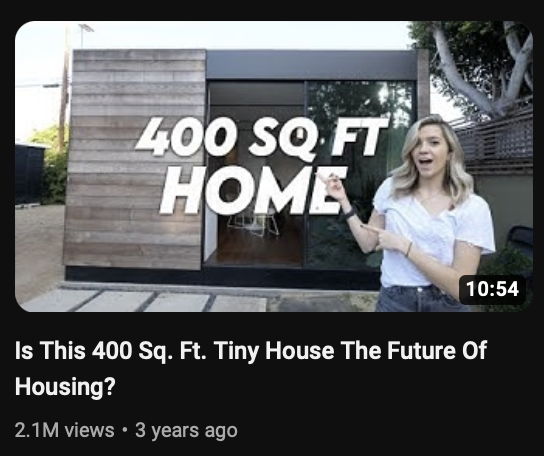 400 SQ FT
HOME
10:54
Is This 400 Sq. Ft. Tiny House The Future Of
Housing?
2.1M views • 3 years ago